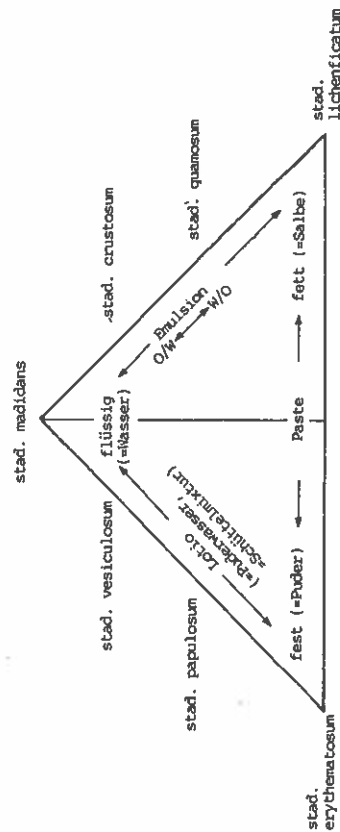 stad. madidans
stad. vesiculosum
stad. crustosum
stad. papulosum
stad. quamosum
flüssig
(=Wasser)
Lotio
(=Puderwasser,
=Schüttelmixtur)
Emulsion
O/W
W/O
fest (=Puder)
Paste
fett (=Salbe)
stad.
erythematosum
stad.
lichenficatum